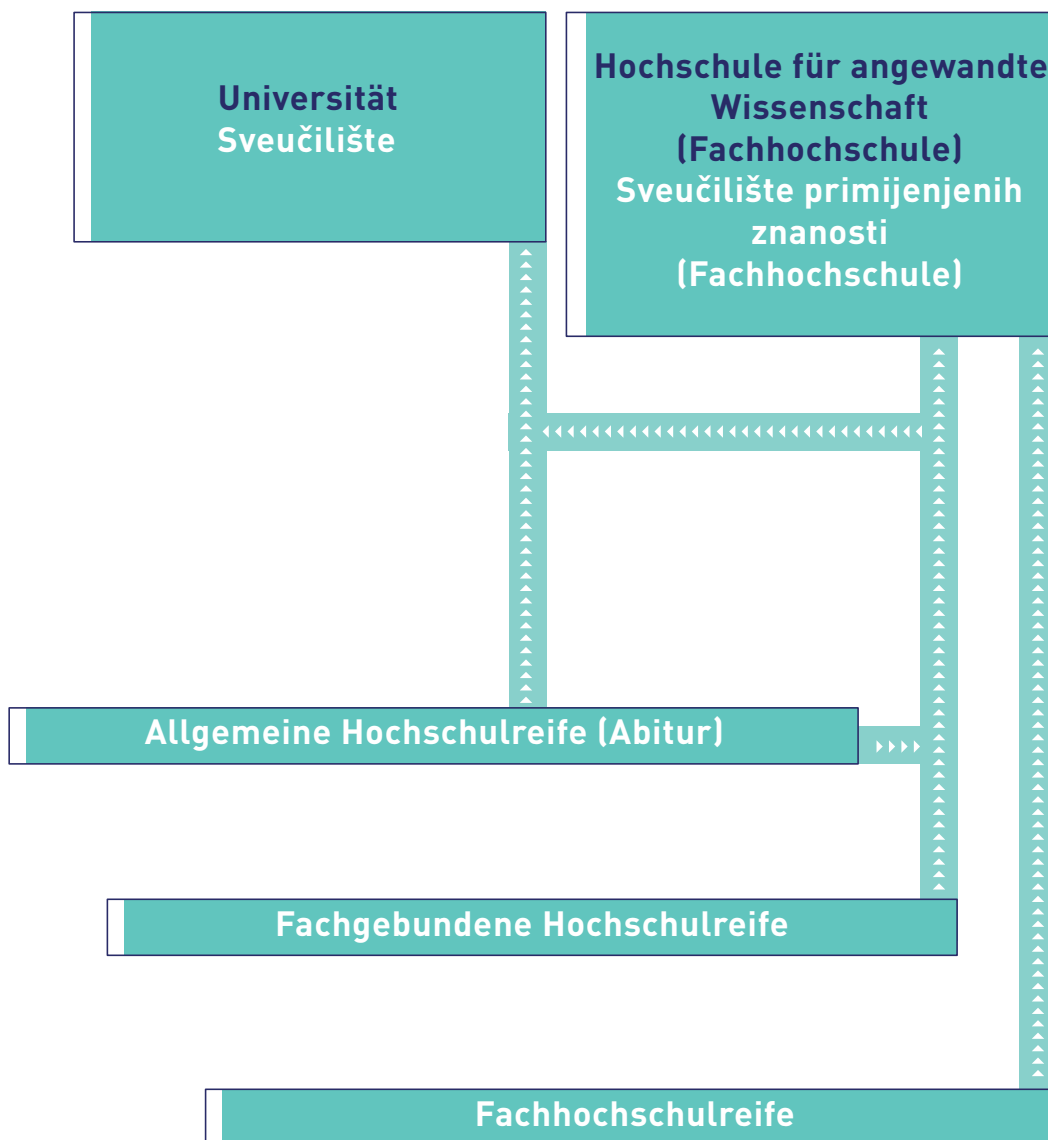 Universität
Sveučilište
Hochschule für angewandte
Wissenschaft
(Fachhochschule)
Sveučilište primijenjenih
znanosti
(Fachhochschule)
Allgemeine Hochschulreife (Abitur)
Fachgebundene Hochschulreife
Fachhochschulreife